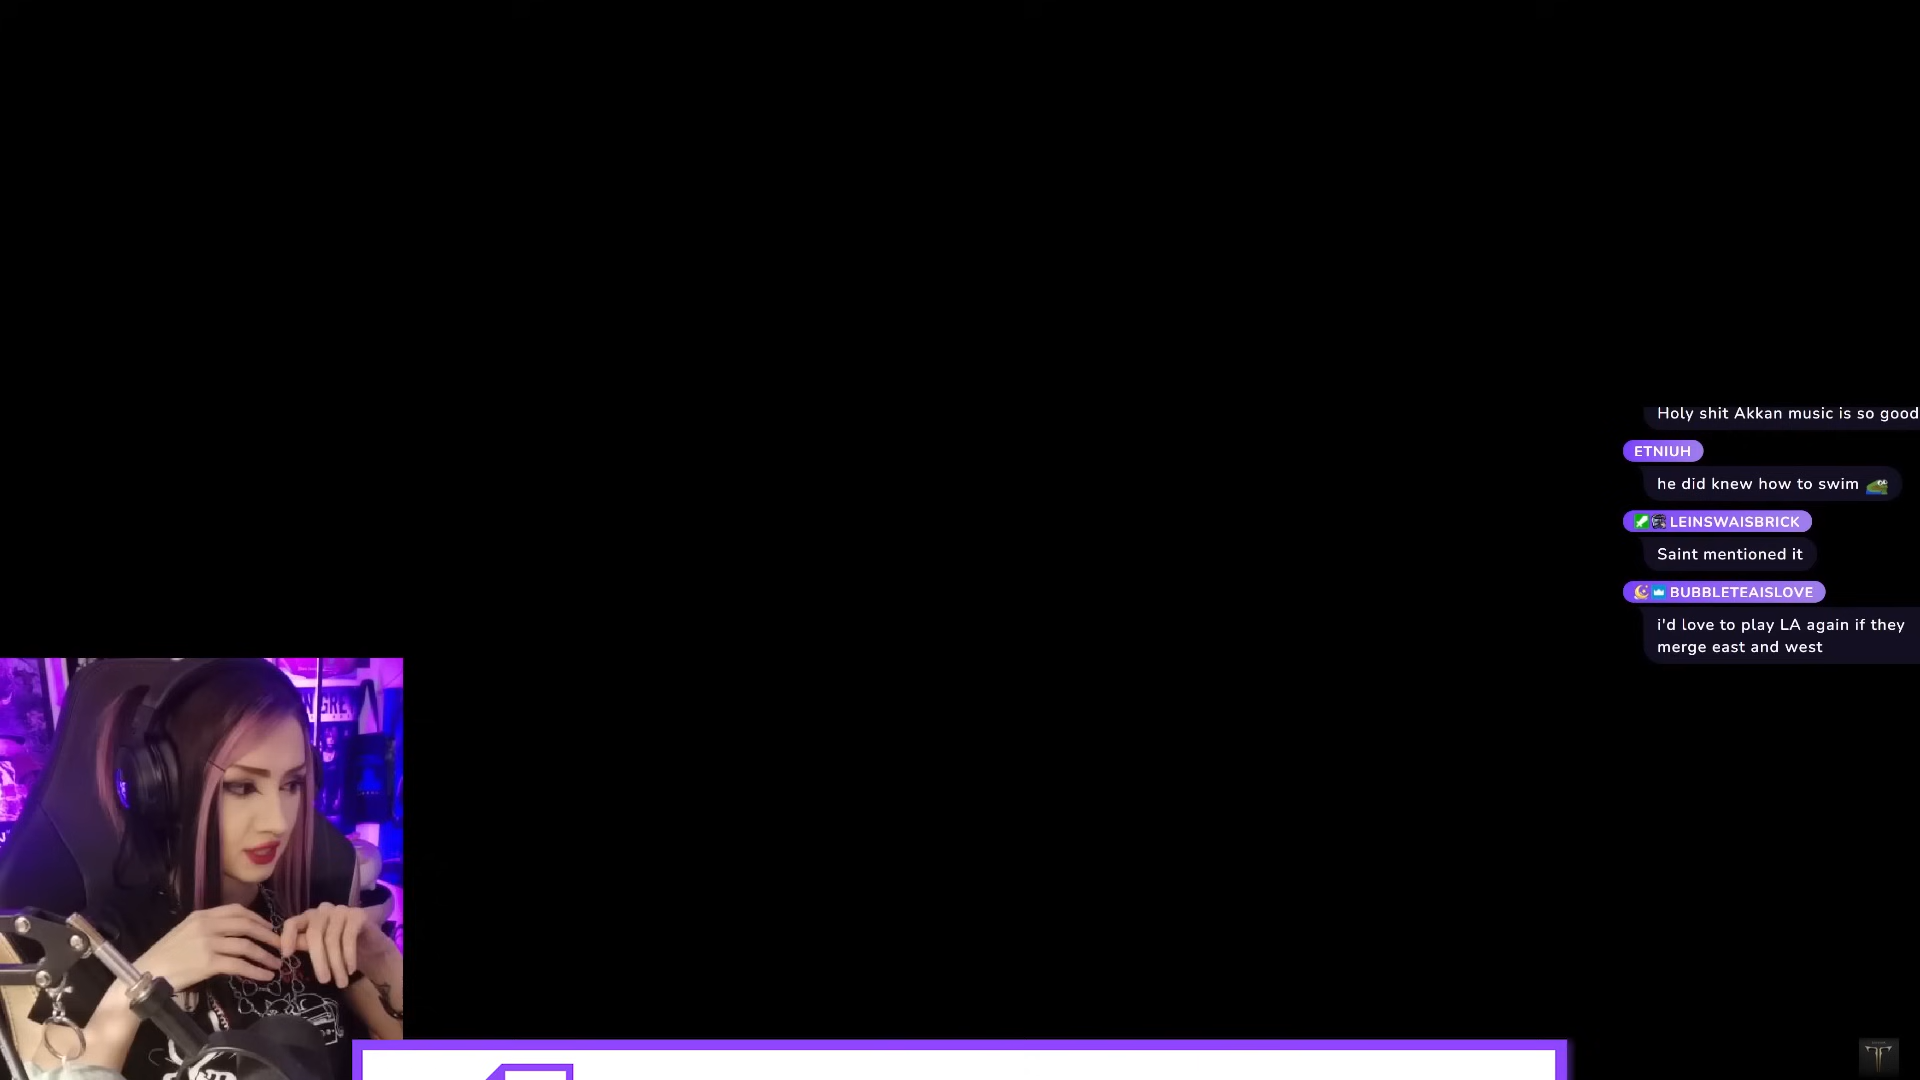 Holy shit Akkan music is so good
ETNIUH
he did knew how to swim
LEINSWAISBRICK
Saint mentioned it
BUBBLETEAISLOVE
i'd love to play LA again if they
merge east and west